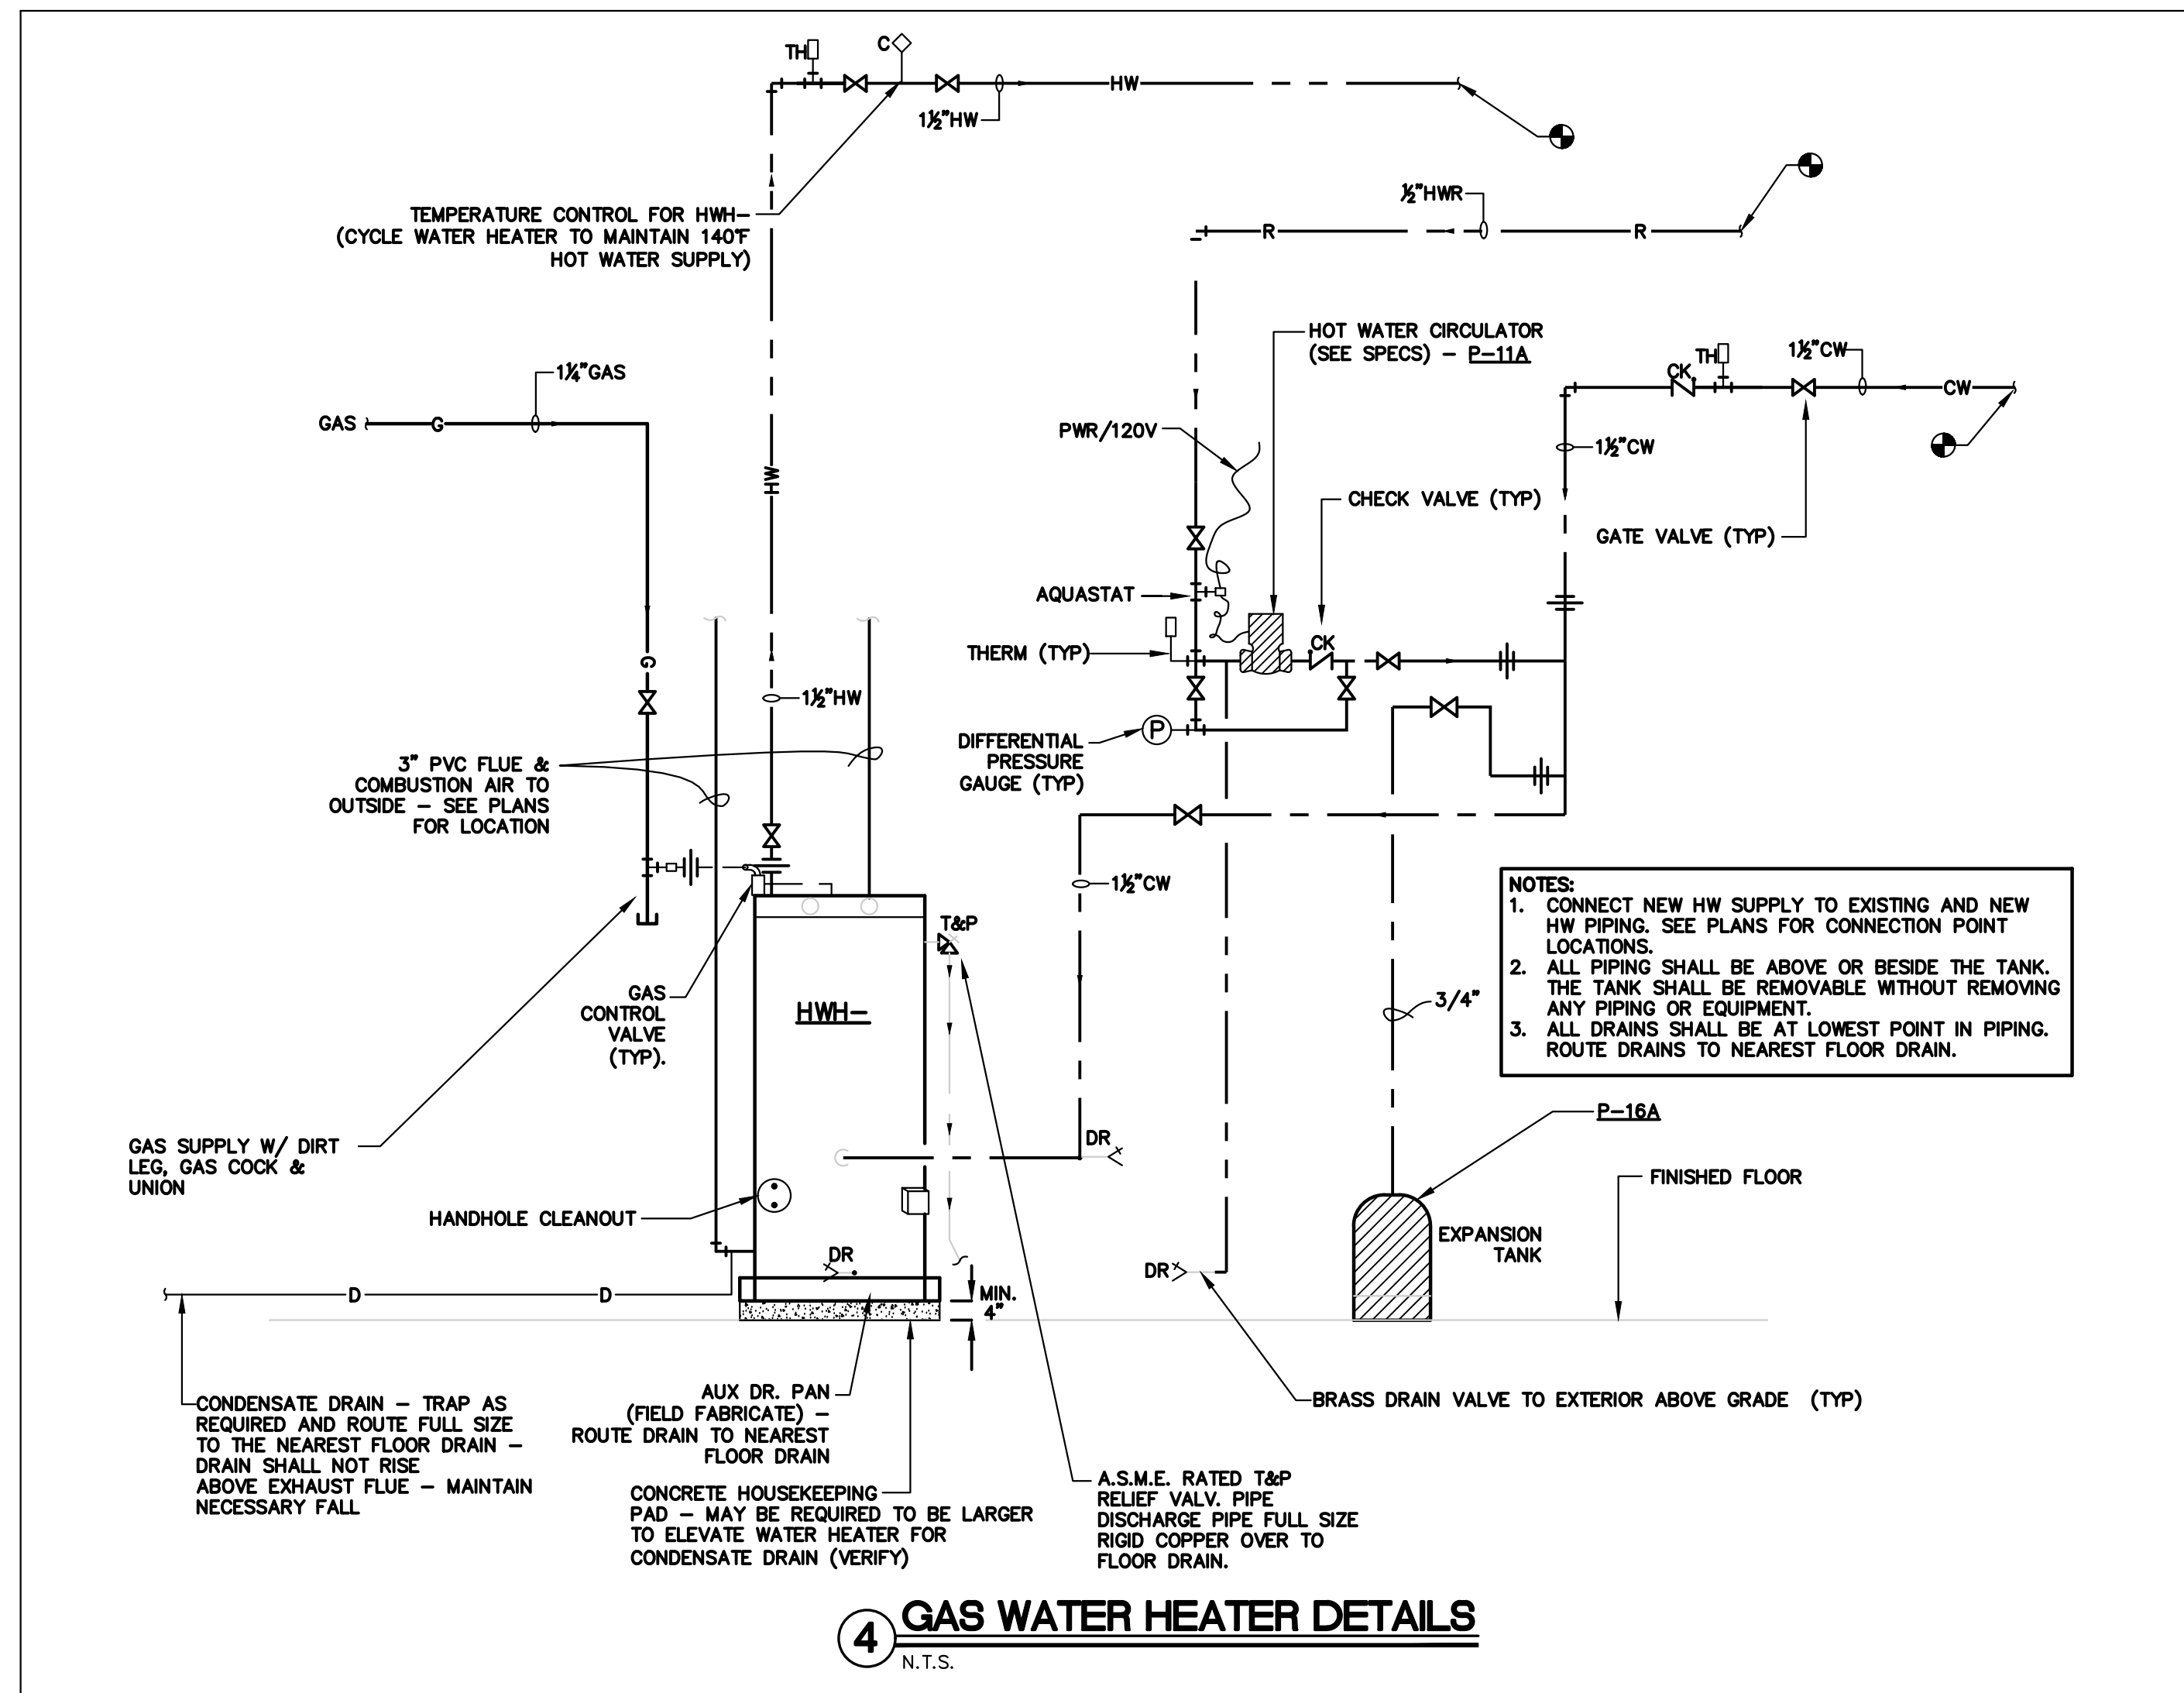 TH
C
HW
1½"HW
½"HWR
R
R
TEMPERATURE CONTROL FOR HWH-
(CYCLE WATER HEATER TO MAINTAIN 140°F
HOT WATER SUPPLY)
HOT WATER CIRCULATOR
(SEE SPECS) - P-11A
TH
1½"CW
CK
CW
1¼"GAS
GAS
G
PWR/120V
1½"CW
HW
CHECK VALVE (TYP)
GATE VALVE (TYP)
AQUASTAT
THERM (TYP)
CK
G
1½"HW
DIFFERENTIAL
PRESSURE
GAUGE (TYP)
P
3" PVC FLUE &
COMBUSTION AIR TO
OUTSIDE - SEE PLANS
FOR LOCATION
1½"CW
NOTES:
1. CONNECT NEW HW SUPPLY TO EXISTING AND NEW
HW PIPING. SEE PLANS FOR CONNECTION POINT
LOCATIONS.
2. ALL PIPING SHALL BE ABOVE OR BESIDE THE TANK.
THE TANK SHALL BE REMOVABLE WITHOUT REMOVING
ANY PIPING OR EQUIPMENT.
3. ALL DRAINS SHALL BE AT LOWEST POINT IN PIPING.
ROUTE DRAINS TO NEAREST FLOOR DRAIN.
T&P
GAS
CONTROL
VALVE
(TYP).
HWH-
3/4"
P-16A
GAS SUPPLY W/ DIRT
LEG, GAS COCK &
UNION
DR
FINISHED FLOOR
HANDHOLE CLEANOUT
EXPANSION
TANK
DR
DR
D
D
MIN.
4"
CONDENSATE DRAIN - TRAP AS
REQUIRED AND ROUTE FULL SIZE
TO THE NEAREST FLOOR DRAIN -
DRAIN SHALL NOT RISE
ABOVE EXHAUST FLUE - MAINTAIN
NECESSARY FALL
AUX DR. PAN
(FIELD FABRICATE) -
ROUTE DRAIN TO NEAREST
FLOOR DRAIN
BRASS DRAIN VALVE TO EXTERIOR ABOVE GRADE (TYP)
CONCRETE HOUSEKEEPING
PAD - MAY BE REQUIRED TO BE LARGER
TO ELEVATE WATER HEATER FOR
CONDENSATE DRAIN (VERIFY)
A.S.M.E. RATED T&P
RELIEF VALV. PIPE
DISCHARGE PIPE FULL SIZE
RIGID COPPER OVER TO
FLOOR DRAIN.
4 GAS WATER HEATER DETAILS
N.T.S.